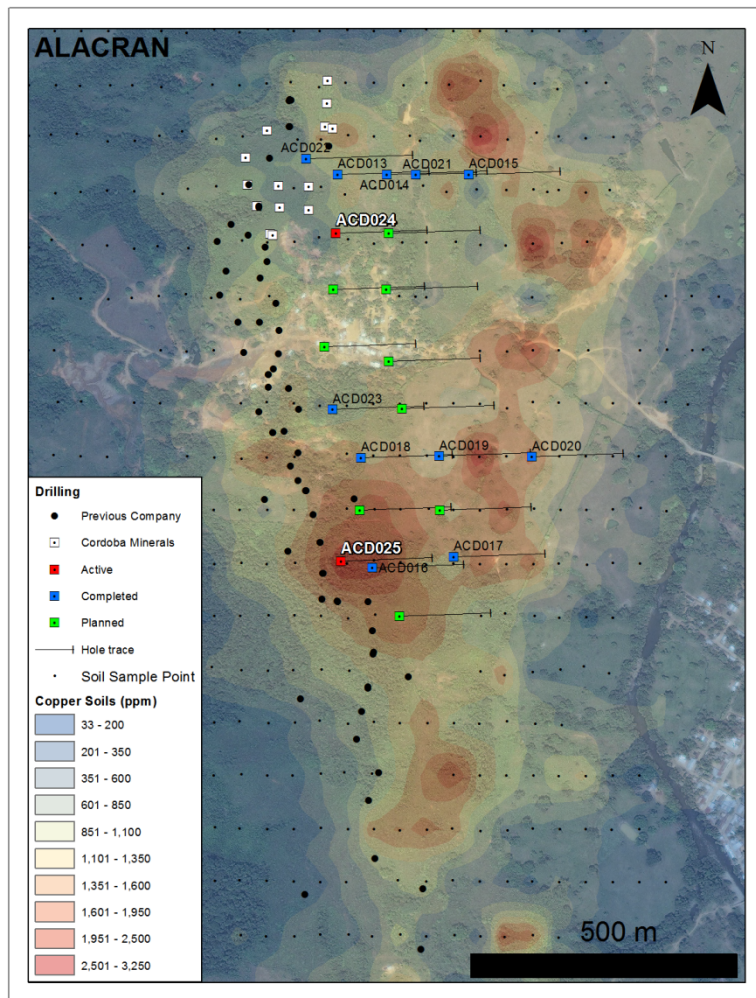 ALACRAN
N
ACD022
ACD013
ACD021
ACD015
ACD014
ACD024
ACD023
ACD018
ACD019
ACD020
ACD025
ACD017
ACD016
Drilling
Previous Company
Cordoba Minerals
Active
Completed
Planned
Hole trace
Soil Sample Point
Copper Soils (ppm)
33 - 200
201 - 350
351 - 600
601 - 850
851 - 1,100
1,101 - 1,350
1,351 - 1,600
1,601 - 1,950
1,951 - 2,500
2,501 - 3,250
500 m